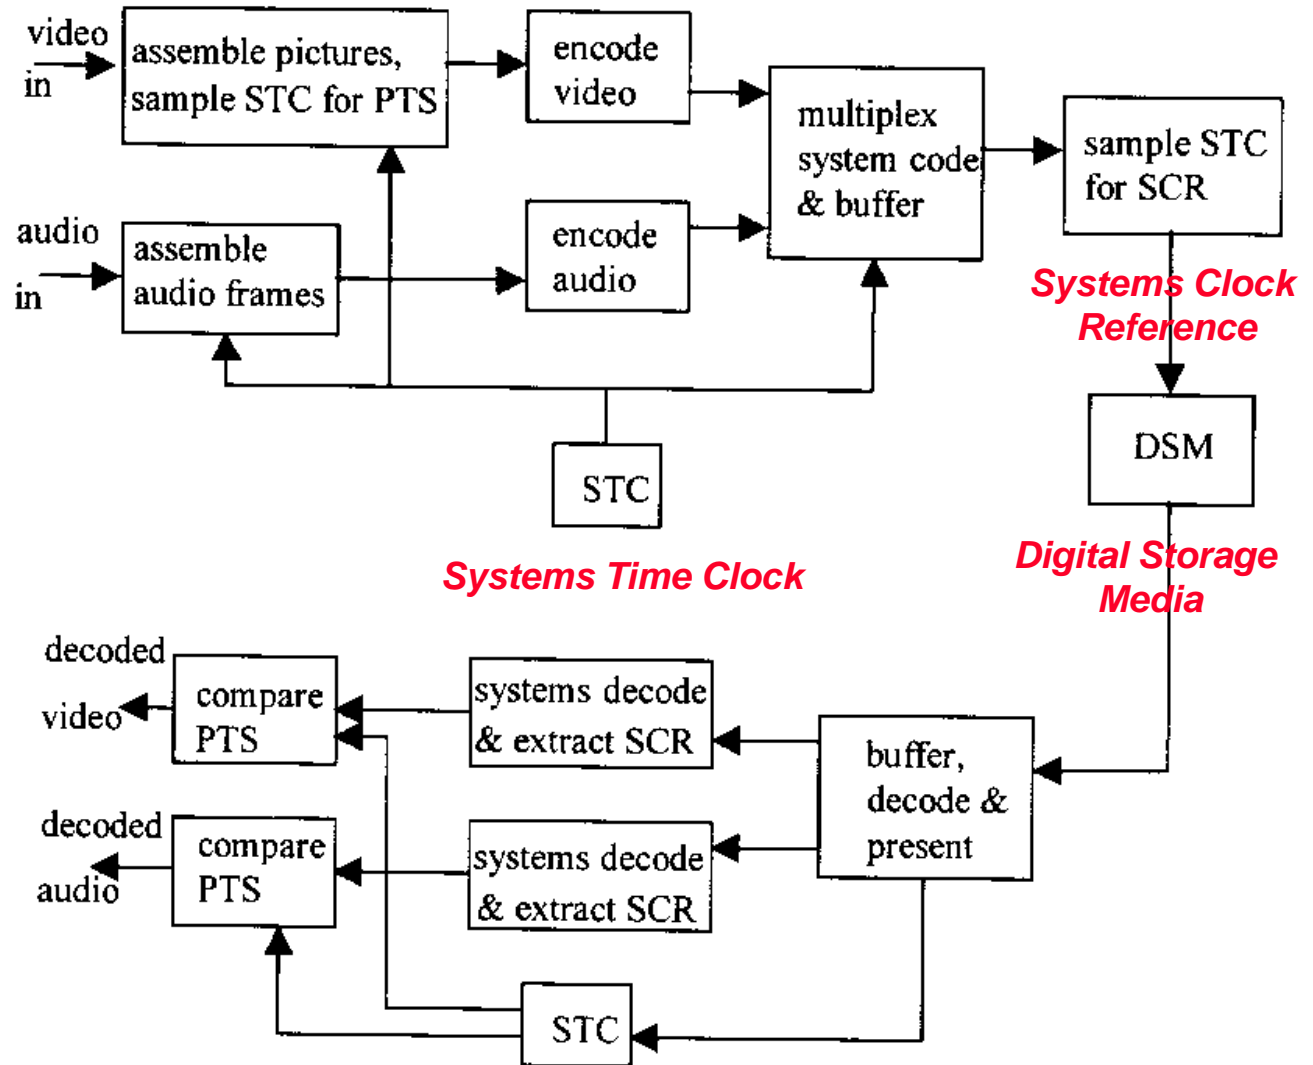 video
in
assemble pictures,
sample STC for PTS
encode
video
multiplex
system code
& buffer
sample STC
for SCR
audio
in
assemble
audio frames
encode
audio
Systems Clock
Reference
DSM
STC
Systems Time Clock
Digital Storage
Media
decoded
video
compare
PTS
systems decode
& extract SCR
buffer,
decode &
present
decoded
audio
compare
PTS
systems decode
& extract SCR
STC